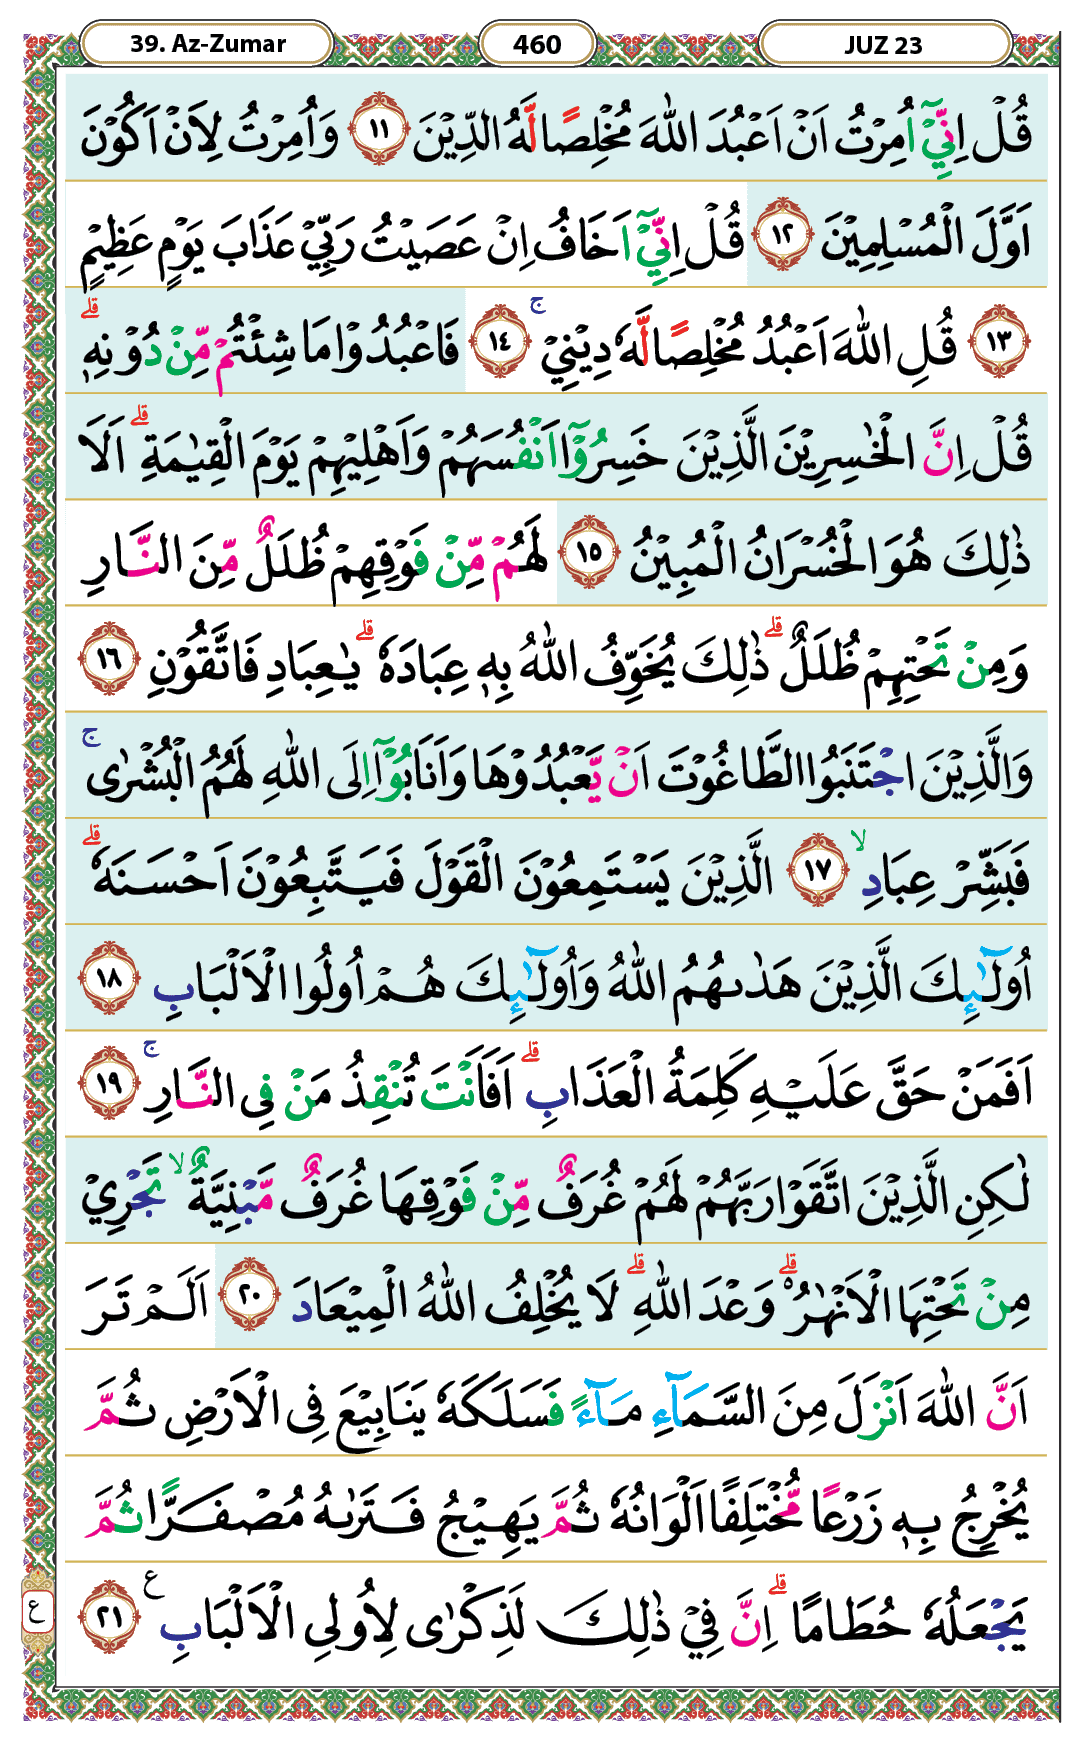 39. Az-Zumar 460 JUZ 23
قُلْ اِنِّيْٓ اُمِرْتُ اَنْ اَعْبُدَ اللّٰهَ مُخْلِصًا لَّهُ الدِّيْنَ ۝١١ وَاُمِرْتُ لِاَنْ اَكُوْنَ
اَوَّلَ الْمُسْلِمِيْنَ ۝١٢ قُلْ اِنِّيْٓ اَخَافُ اِنْ عَصَيْتُ رَبِّيْ عَذَابَ يَوْمٍ عَظِيْمٍ
۝١٣ قُلِ اللّٰهَ اَعْبُدُ مُخْلِصًا لَّهٗ دِيْنِيْ ۚ ۝١٤ فَاعْبُدُوْا مَا شِئْتُمْ مِّنْ دُوْنِهٖ ۗ
قُلْ اِنَّ الْخٰسِرِيْنَ الَّذِيْنَ خَسِرُوْٓا اَنْفُسَهُمْ وَاَهْلِيْهِمْ يَوْمَ الْقِيٰمَةِ ۗ اَلَا
ذٰلِكَ هُوَ الْخُسْرَانُ الْمُبِيْنُ ۝١٥ لَهُمْ مِّنْ فَوْقِهِمْ ظُلَلٌ مِّنَ النَّارِ
وَمِنْ تَحْتِهِمْ ظُلَلٌ ۗ ذٰلِكَ يُخَوِّفُ اللّٰهُ بِهٖ عِبَادَهٗ ۗ يٰعِبَادِ فَاتَّقُوْنِ ۝١٦
وَالَّذِيْنَ اجْتَنَبُوا الطَّاغُوْتَ اَنْ يَّعْبُدُوْهَا وَاَنَابُوْٓا اِلَى اللّٰهِ لَهُمُ الْبُشْرٰى ۚ
فَبَشِّرْ عِبَادِ ۙ ۝١٧ الَّذِيْنَ يَسْتَمِعُوْنَ الْقَوْلَ فَيَتَّبِعُوْنَ اَحْسَنَهٗ ۗ
اُولٰۤىِٕكَ الَّذِيْنَ هَدٰىهُمُ اللّٰهُ وَاُولٰۤىِٕكَ هُمْ اُولُوا الْاَلْبَابِ ۝١٨
اَفَمَنْ حَقَّ عَلَيْهِ كَلِمَةُ الْعَذَابِ ۗ اَفَاَنْتَ تُنْقِذُ مَنْ فِى النَّارِ ۚ ۝١٩
لٰكِنِ الَّذِيْنَ اتَّقَوْا رَبَّهُمْ لَهُمْ غُرَفٌ مِّنْ فَوْقِهَا غُرَفٌ مَّبْنِيَّةٌ ۙ تَجْرِيْ
مِنْ تَحْتِهَا الْاَنْهٰرُ ەۗ وَعْدَ اللّٰهِ ۗ لَا يُخْلِفُ اللّٰهُ الْمِيْعَادَ ۝٢٠ اَلَمْ تَرَ
اَنَّ اللّٰهَ اَنْزَلَ مِنَ السَّمَاۤءِ مَاۤءً فَسَلَكَهٗ يَنَابِيْعَ فِى الْاَرْضِ ثُمَّ
يُخْرِجُ بِهٖ زَرْعًا مُّخْتَلِفًا اَلْوَانُهٗ ثُمَّ يَهِيْجُ فَتَرٰىهُ مُصْفَرًّا ثُمَّ
يَجْعَلُهٗ حُطَامًا ۗ اِنَّ فِيْ ذٰلِكَ لَذِكْرٰى لِاُولِى الْاَلْبَابِ ع ۝٢١
ع